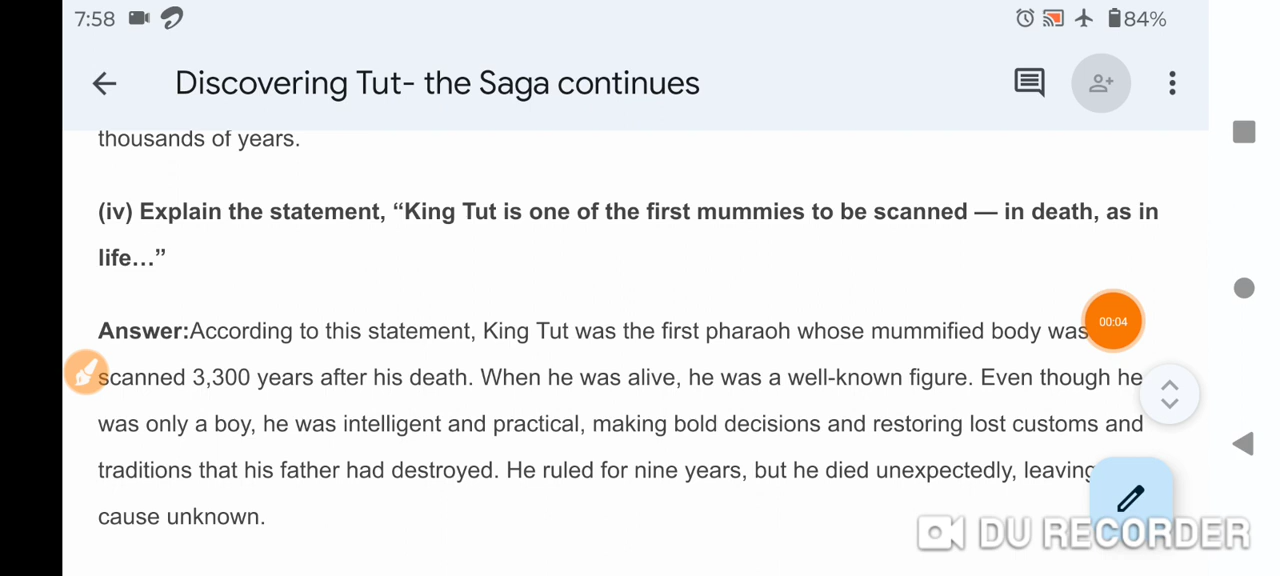 7:58
84%
Discovering Tut- the Saga continues
thousands of years.
(iv) Explain the statement, “King Tut is one of the first mummies to be scanned — in death, as in
life…”
Answer:According to this statement, King Tut was the first pharaoh whose mummified body was
00:04
scanned 3,300 years after his death. When he was alive, he was a well-known figure. Even though he
was only a boy, he was intelligent and practical, making bold decisions and restoring lost customs and
traditions that his father had destroyed. He ruled for nine years, but he died unexpectedly, leaving
cause unknown.
DU RECORDER